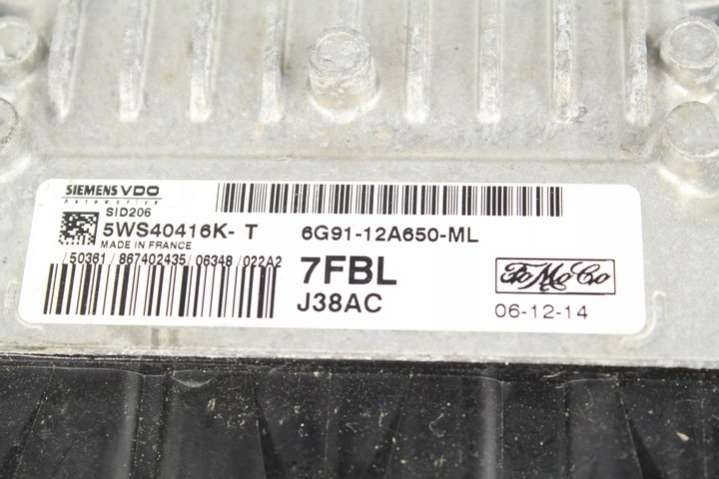 SIEMENS VDO
Automotive
SID206
5WS40416K- T
MADE IN FRANCE
6G91-12A650-ML
/50361 / 867402435 / 06348 / 022A2
7FBL
J38AC
FoMoCo
06-12-14